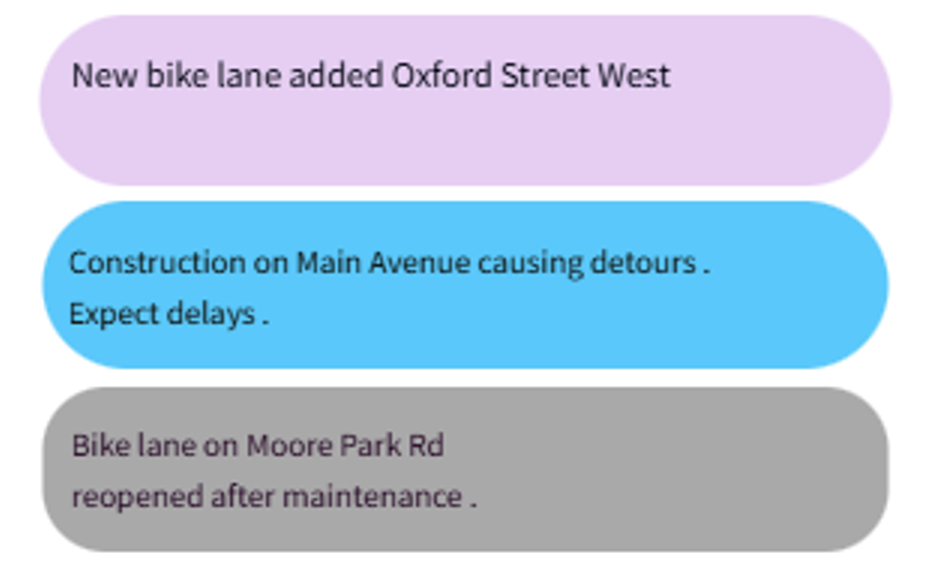 New bike lane added Oxford Street West
Construction on Main Avenue causing detours .
Expect delays .
Bike lane on Moore Park Rd
reopened after maintenance .